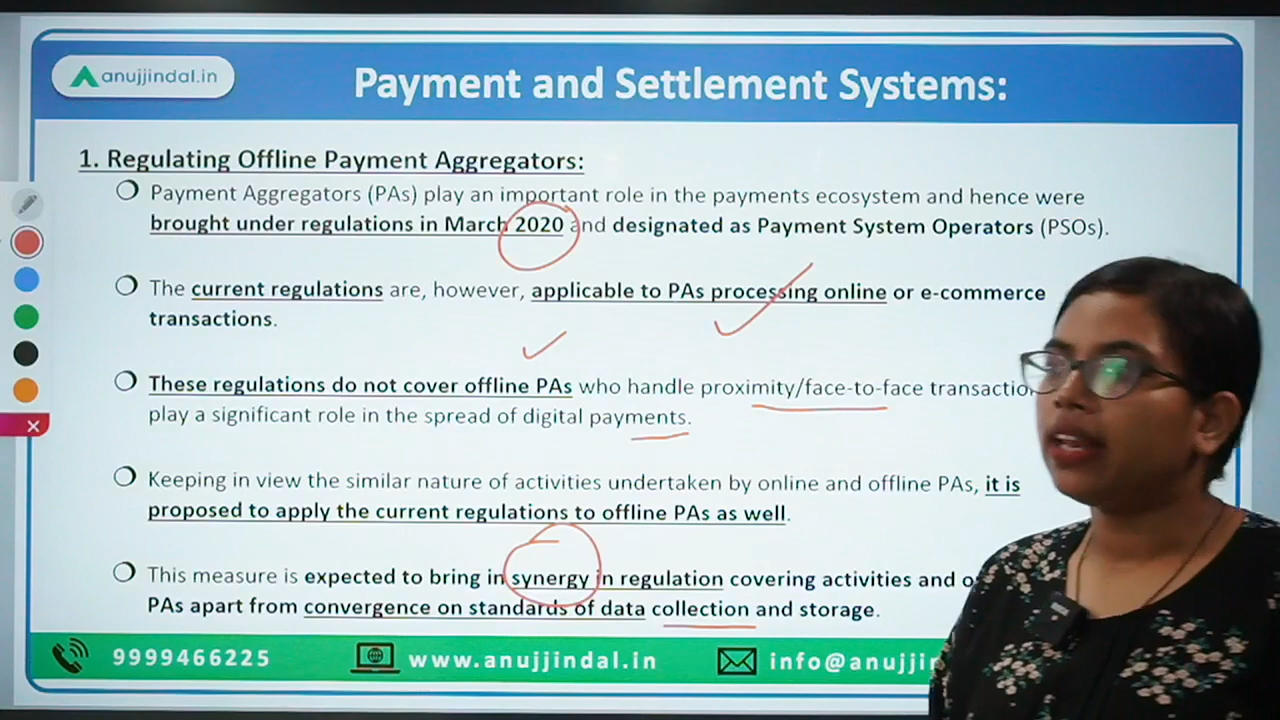 anujjindal.in
Payment and Settlement Systems:
1. Regulating Offline Payment Aggregators:
Payment Aggregators (PAs) play an important role in the payments ecosystem and hence were
brought under regulations in March 2020 and designated as Payment System Operators (PSOs).
The current regulations are, however, applicable to PAs processing online or e-commerce
transactions.
These regulations do not cover offline PAs who handle proximity/face-to-face
play a significant role in the spread of digital payments.
Keeping in view the similar nature of activities undertaken by online and offline PAs, it is
proposed to apply the current regulations to offline PAs as well.
This measure is expected to bring in synergy in regulation covering activities and
PAs apart from convergence on standards of data collection and storage.
9999466225
www.anujjindal.in